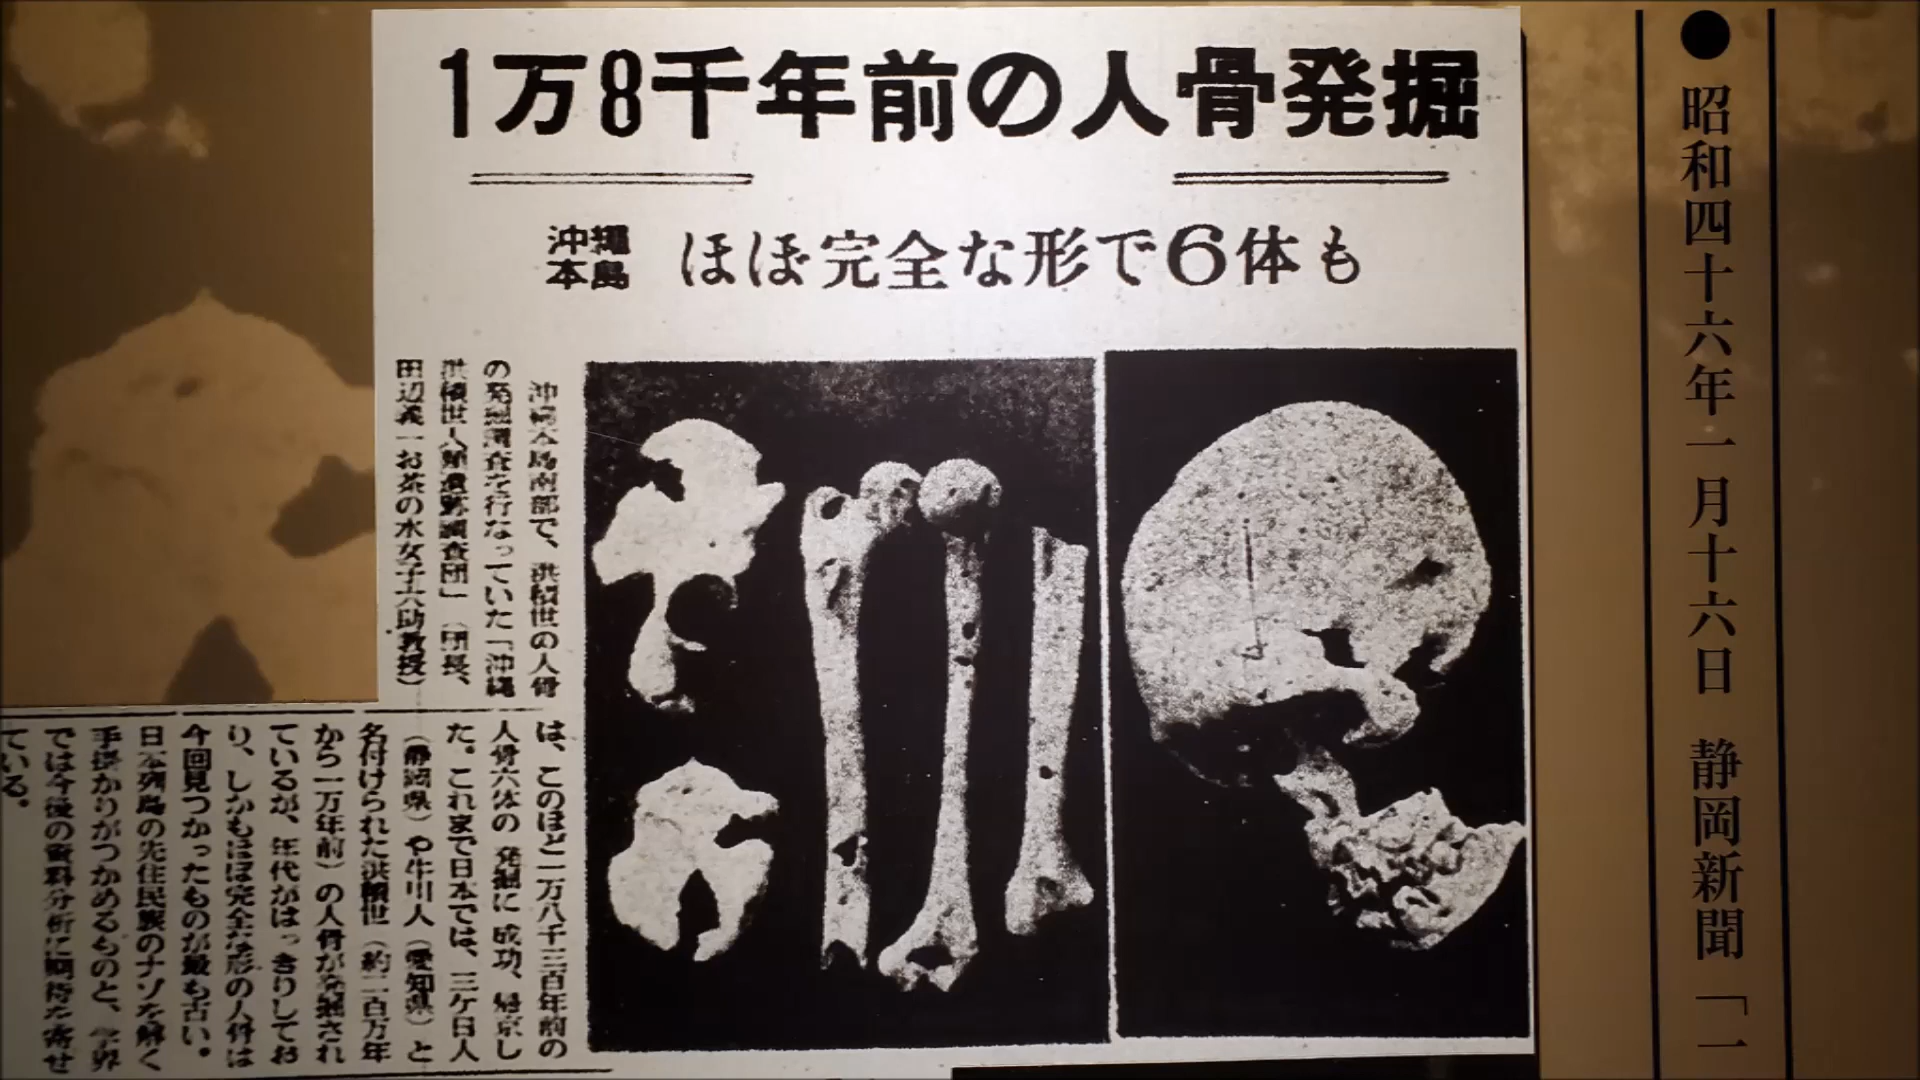 1万8千年前の人骨発掘
沖縄本島
ほぼ完全な形で6体も
沖縄本島南部で、洪積世の人骨
の発掘調査を行なっていた「沖縄
洪積世人類遺跡調査団」(団長、
田辺義一お茶の水女子大助教授)
は、このほど一万八千三百年前の
人骨六体の発掘に成功、帰京し
た。これまで日本では、三ケ日人
(静岡県)や牛川人(愛知県)と
名付けられた洪積世(約二百万年
から一万年前)の人骨が発掘され
ているが、年代がはっきりしてお
り、しかもほぼ完全な形の人骨は
今回見つかったものが最も古い。
日本列島の先住民族のナゾを解く
手掛かりがつかめるものと、学界
では今後の資料分析に期待を寄せ
ている。
●昭和四十六年一月十六日 静岡新聞 「一